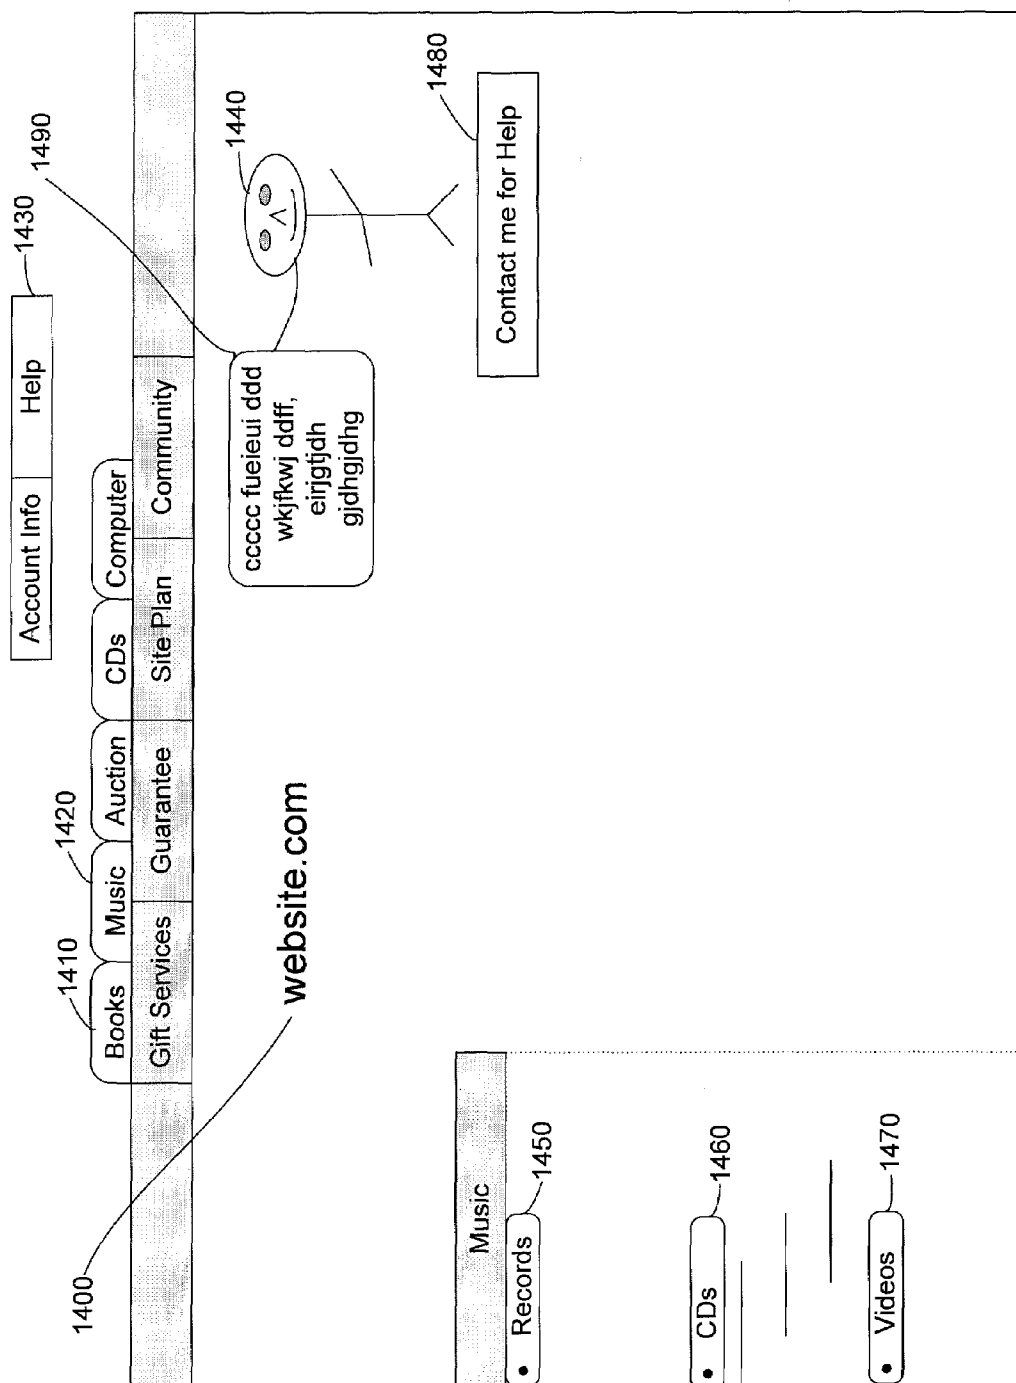 1490
Account Info Help 1430
1410 1420
Books Music Auction CDs Computer
Gift Services Guarantee Site Plan Community
1400
website.com
ccccc fueieui ddd
wkjfkwj ddff,
eirjgtjdh
gjdhgjdhg
1440
1480
Contact me for Help
Music
• Records 1450
• CDs 1460
• Videos 1470